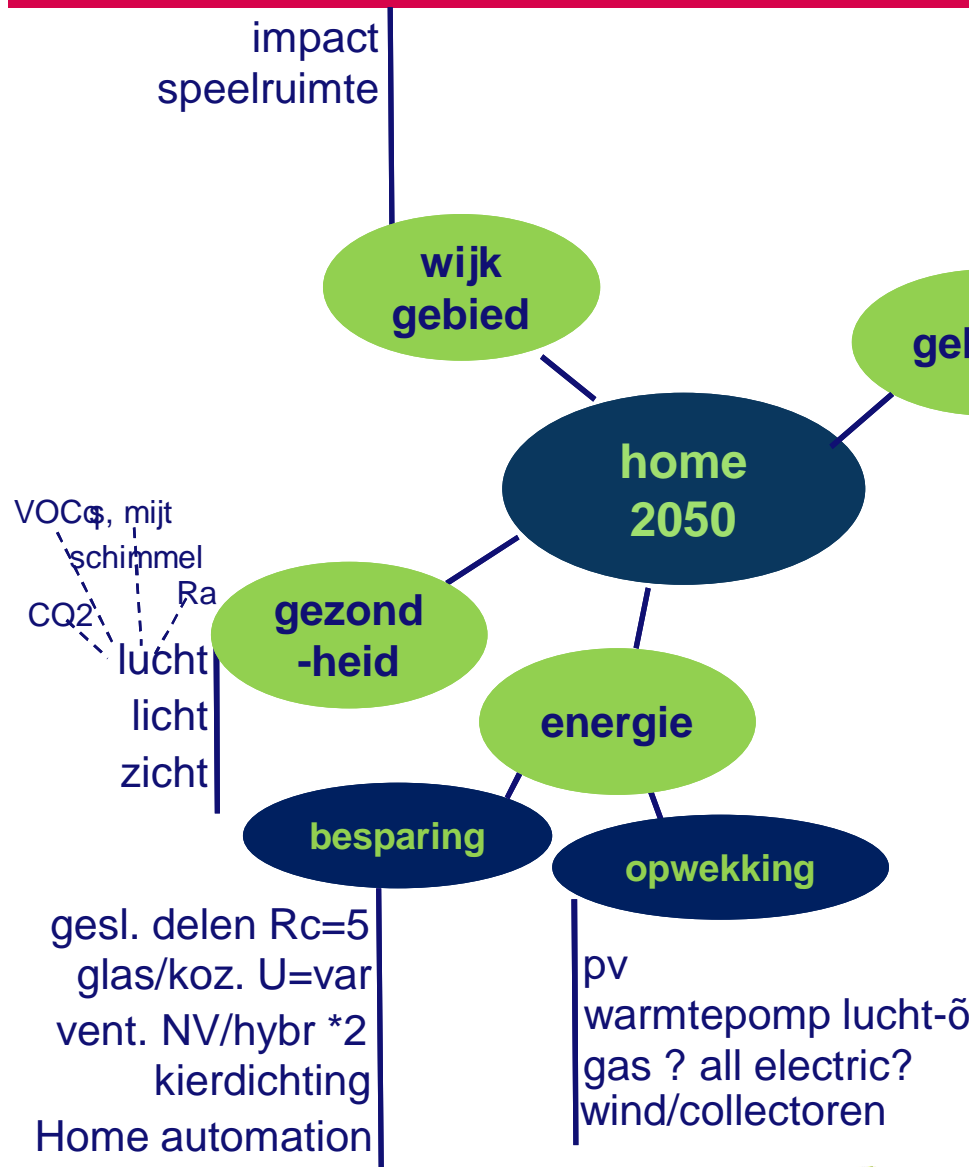 impact
speelruimte
wijk
gebied
home
2050
VOCq, mijt
schimmel
Ra
CQ2
gezond
-heid
lucht
licht
zicht
energie
besparing
opwekking
gesl. delen Rc=5
glas/koz. U=var
vent. NV/hybr *2
kierdichting
Home automation
pv
warmtepomp lucht-õ
gas ? all electric?
wind/collectoren